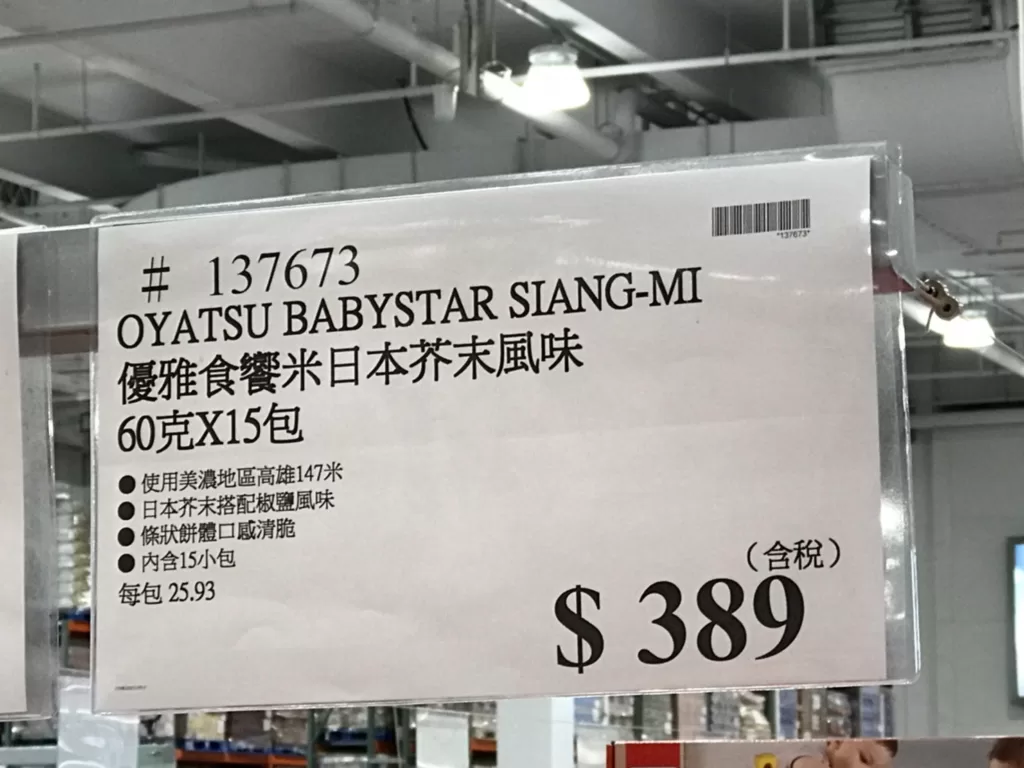 *137673*
# 137673
OYATSU BABYSTAR SIANG-MI
優雅食饗米日本芥末風味
60克X15包
● 使用美濃地區高雄147米
● 日本芥末搭配椒鹽風味
● 條狀餅體口感清脆
● 內含15小包
每包 25.93
（含稅）
$ 389